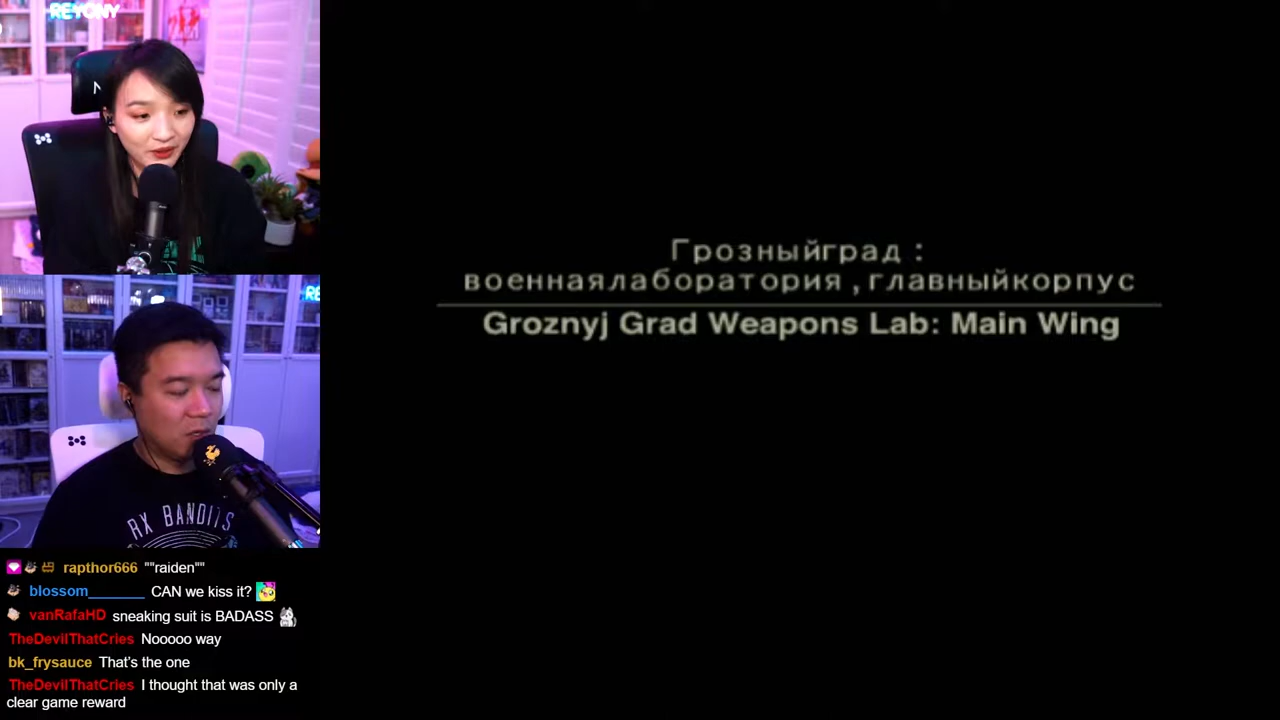 REYONY
N
RX BANDITS
RE
rapthor666 ""raiden""
blossom_______ CAN we kiss it?
vanRafaHD sneaking suit is BADASS
TheDevilThatCries Nooooo way
bk_frysauce That's the one
TheDevilThatCries I thought that was only a
clear game reward
Грозныйград :
военнаялаборатория ,главныйкорпус
Groznyj Grad Weapons Lab: Main Wing